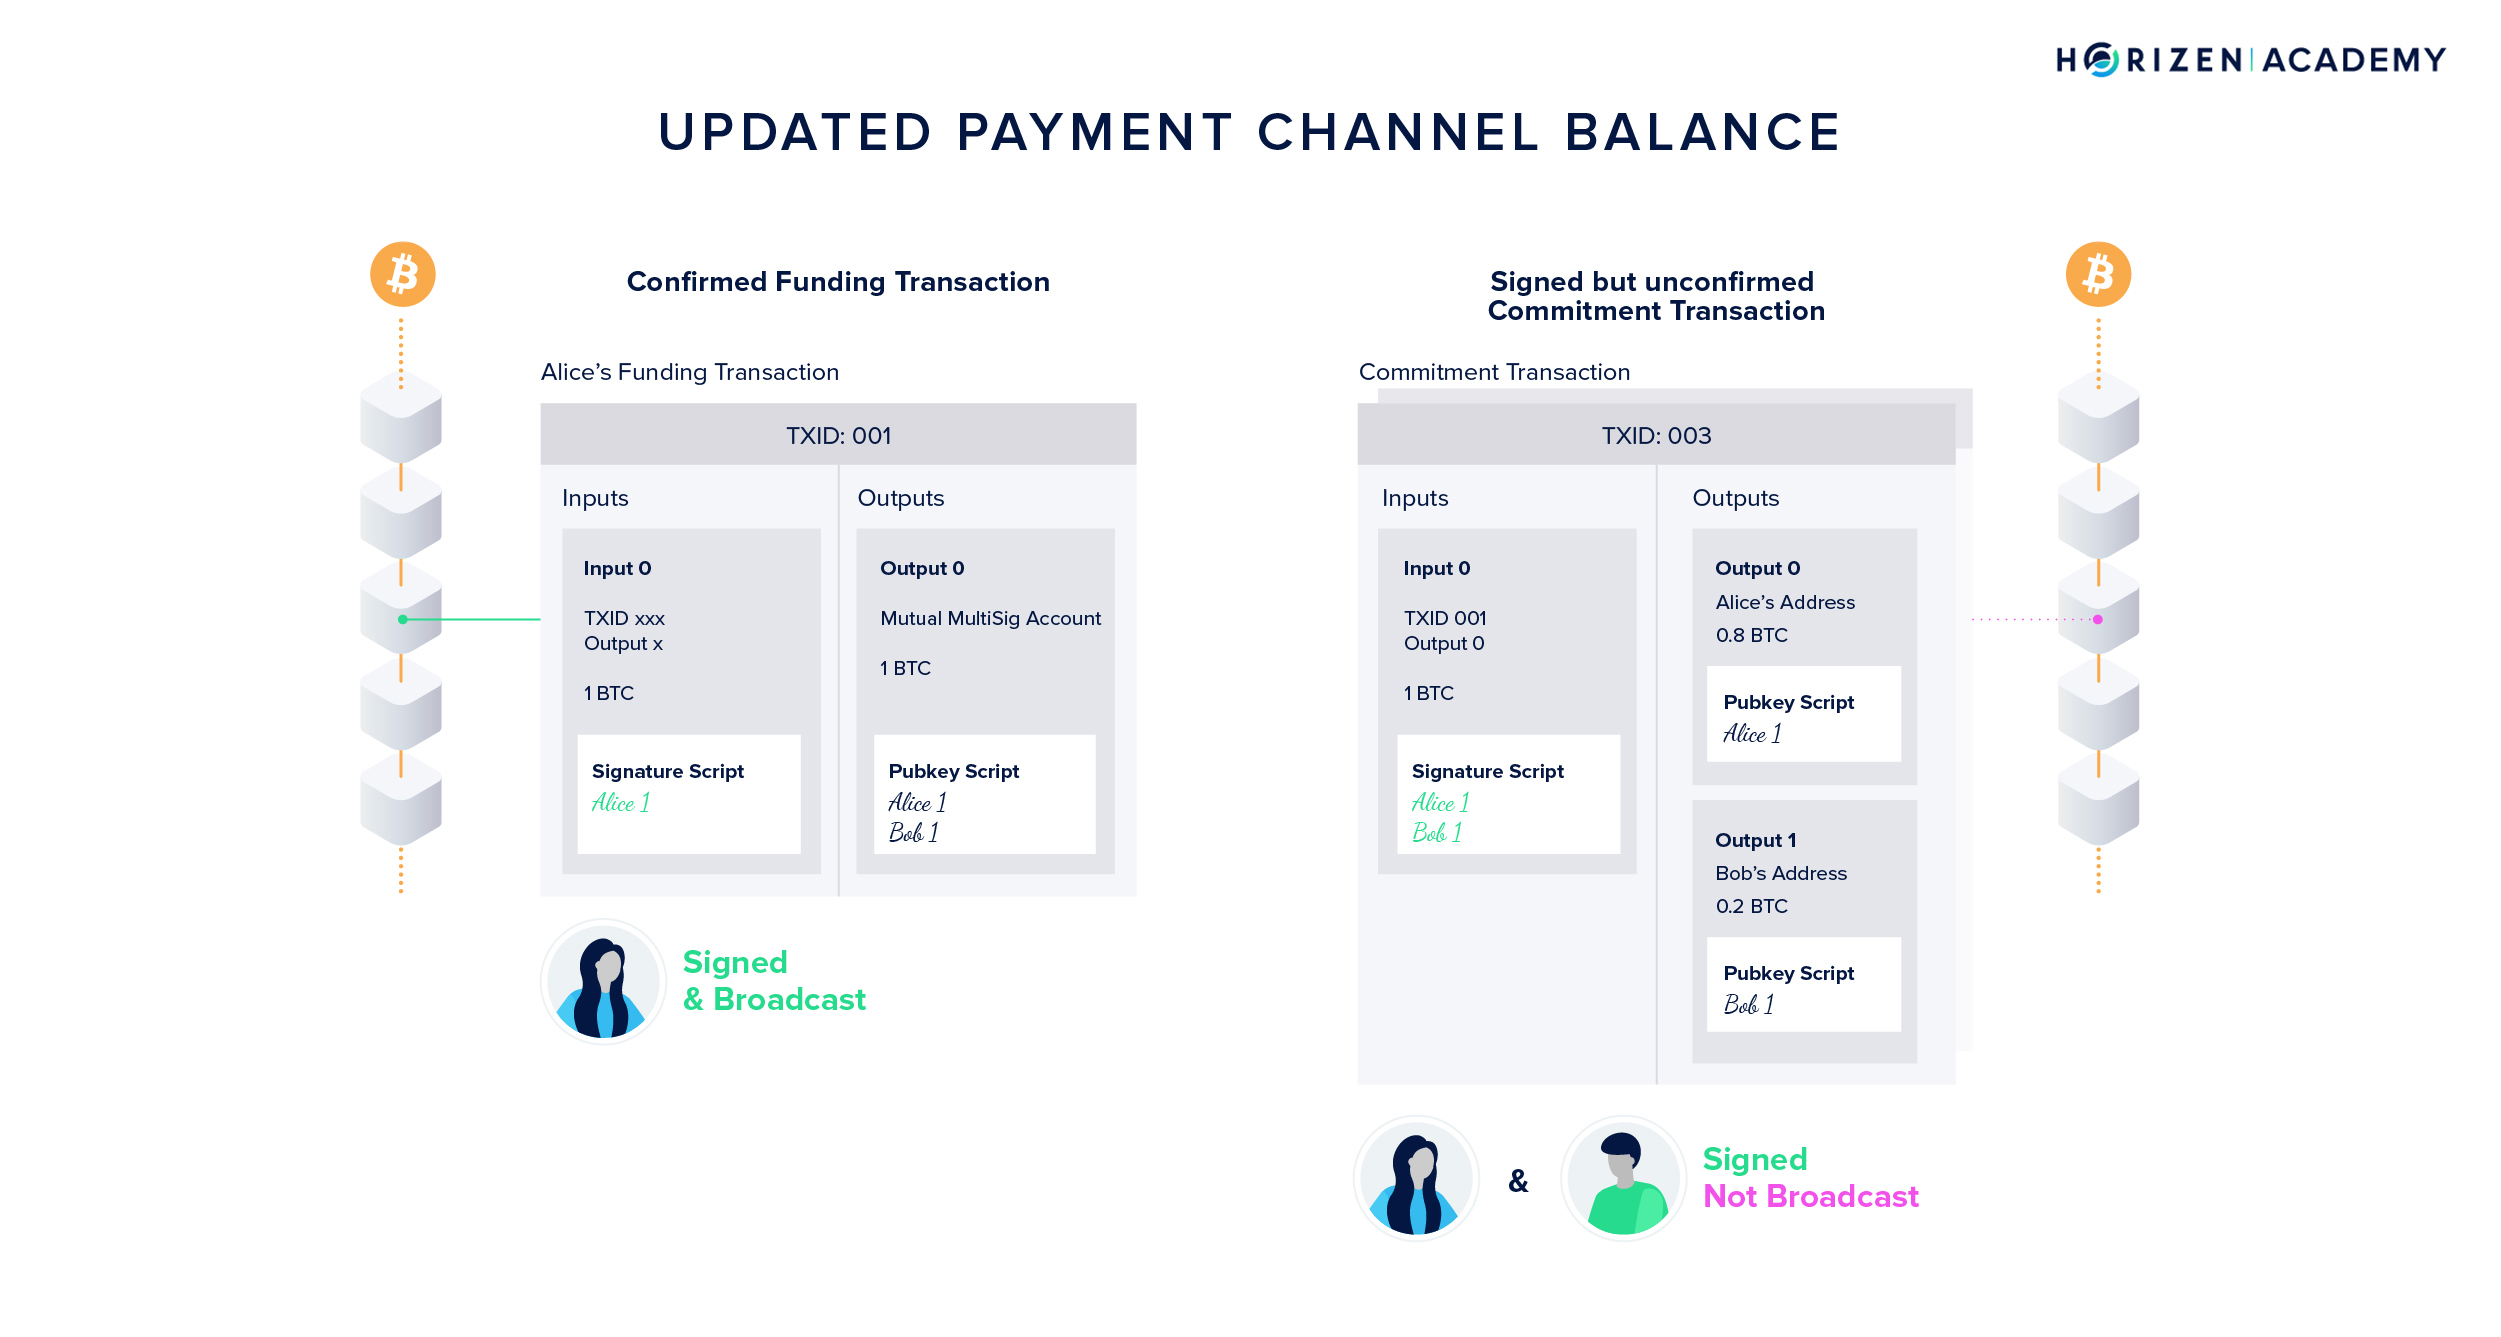 HORIZEN ACADEMY
UPDATED PAYMENT CHANNEL BALANCE
Confirmed Funding Transaction
Alice’s Funding Transaction
TXID: 001
Inputs
Outputs
Input 0
TXID xxx
Output x
1 BTC
Signature Script
Alice 1
Output 0
Mutual MultiSig Account
1 BTC
Pubkey Script
Alice 1
Bob 1
Signed
& Broadcast
Signed but unconfirmed
Commitment Transaction
Commitment Transaction
TXID: 003
Inputs
Outputs
Input 0
TXID 001
Output 0
1 BTC
Signature Script
Alice 1
Bob 1
Output 0
Alice’s Address
0.8 BTC
Pubkey Script
Alice 1
Output 1
Bob’s Address
0.2 BTC
Pubkey Script
Bob 1
&
Signed
Not Broadcast